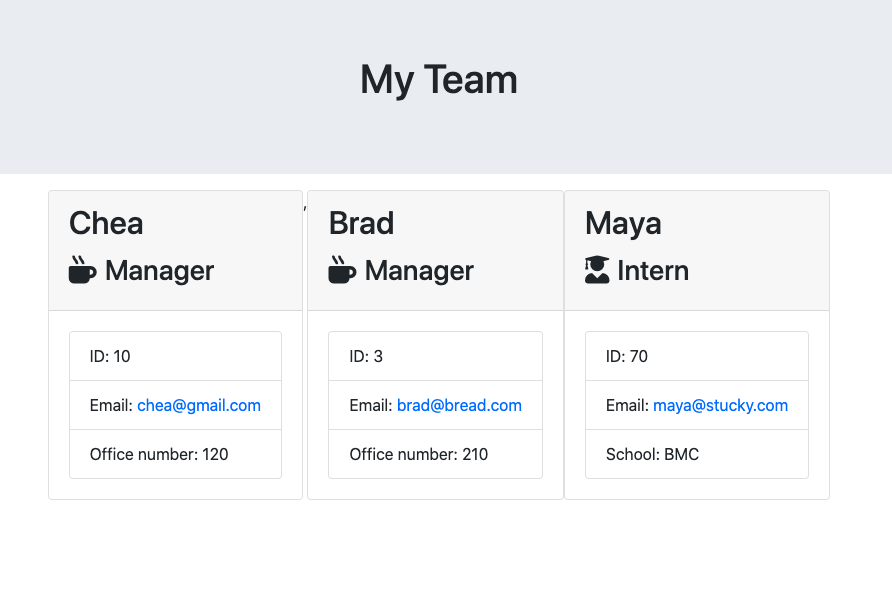 My Team
Chea
Manager
ID: 10
Email: chea@gmail.com
Office number: 120
,
Brad
Manager
ID: 3
Email: brad@bread.com
Office number: 210
Maya
Intern
ID: 70
Email: maya@stucky.com
School: BMC